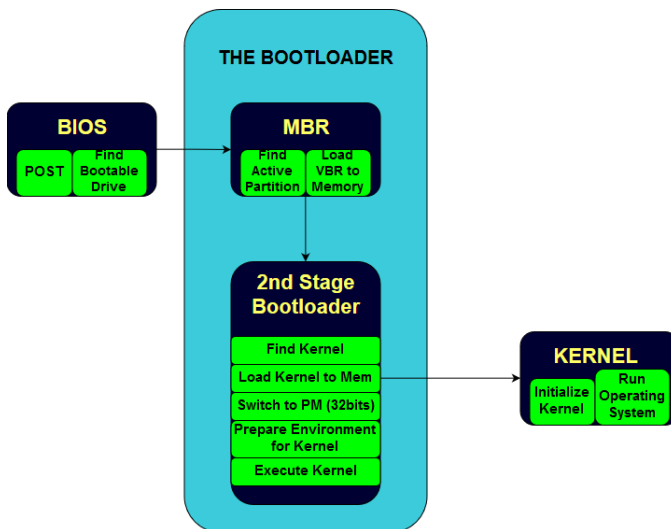 THE BOOTLOADER
BIOS
POST
Find
Bootable
Drive
MBR
Find
Active
Partition
Load
VBR to
Memory
2nd Stage
Bootloader
Find Kernel
Load Kernel to Mem
Switch to PM (32bits)
Prepare Environment
for Kernel
Execute Kernel
KERNEL
Initialize
Kernel
Run
Operating
System